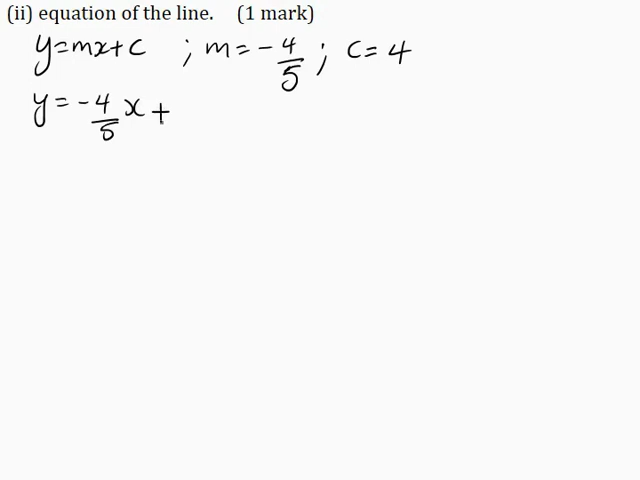 (ii) equation of the line. (1 mark)
y=mx+c ; m= -4/5 ; c= 4
y= -4/5 x +